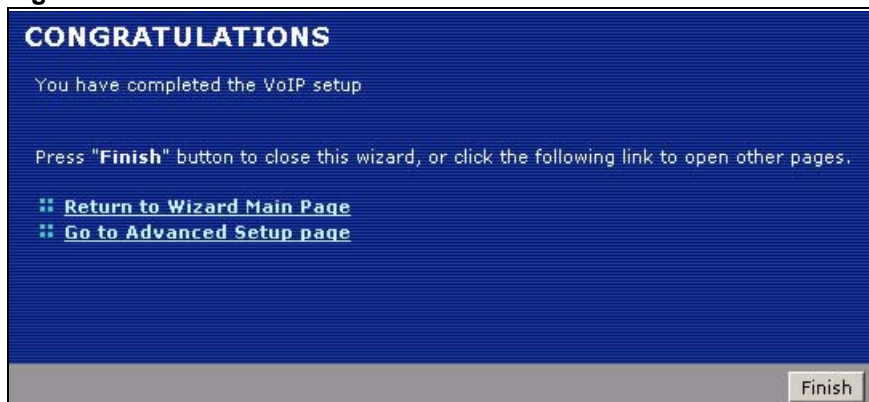 CONGRATULATIONS
You have completed the VoIP setup
Press "Finish" button to close this wizard, or click the following link to open other pages.
Return to Wizard Main Page
Go to Advanced Setup page
Finish